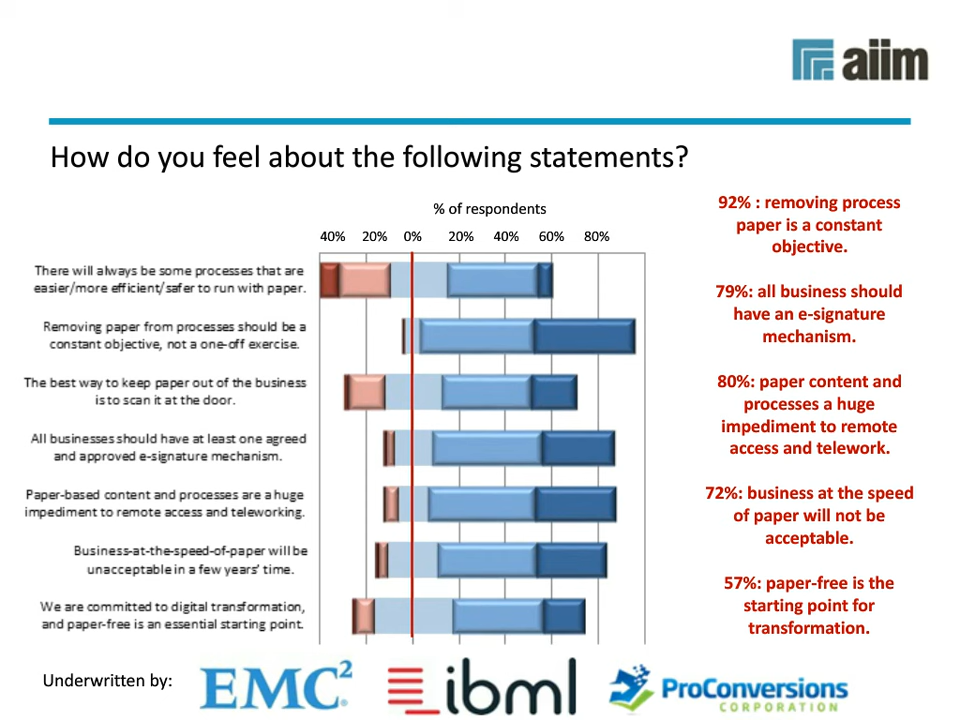 aiim
How do you feel about the following statements?
% of respondents
40% 20% 0% 20% 40% 60% 80%
There will always be some processes that are
easier/more efficient/safer to run with paper.
Removing paper from processes should be a
constant objective, not a one-off exercise.
The best way to keep paper out of the business
is to scan it at the door.
All businesses should have at least one agreed
and approved e-signature mechanism.
Paper-based content and processes are a huge
impediment to remote access and teleworking.
Business-at-the-speed-of-paper will be
unacceptable in a few years' time.
We are committed to digital transformation,
and paper-free is an essential starting point.
92% : removing process
paper is a constant
objective.
79%: all business should
have an e-signature
mechanism.
80%: paper content and
processes a huge
impediment to remote
access and telework.
72%: business at the speed
of paper will not be
acceptable.
57%: paper-free is the
starting point for
transformation.
Underwritten by:
EMC²
ibml
ProConversions
CORPORATION